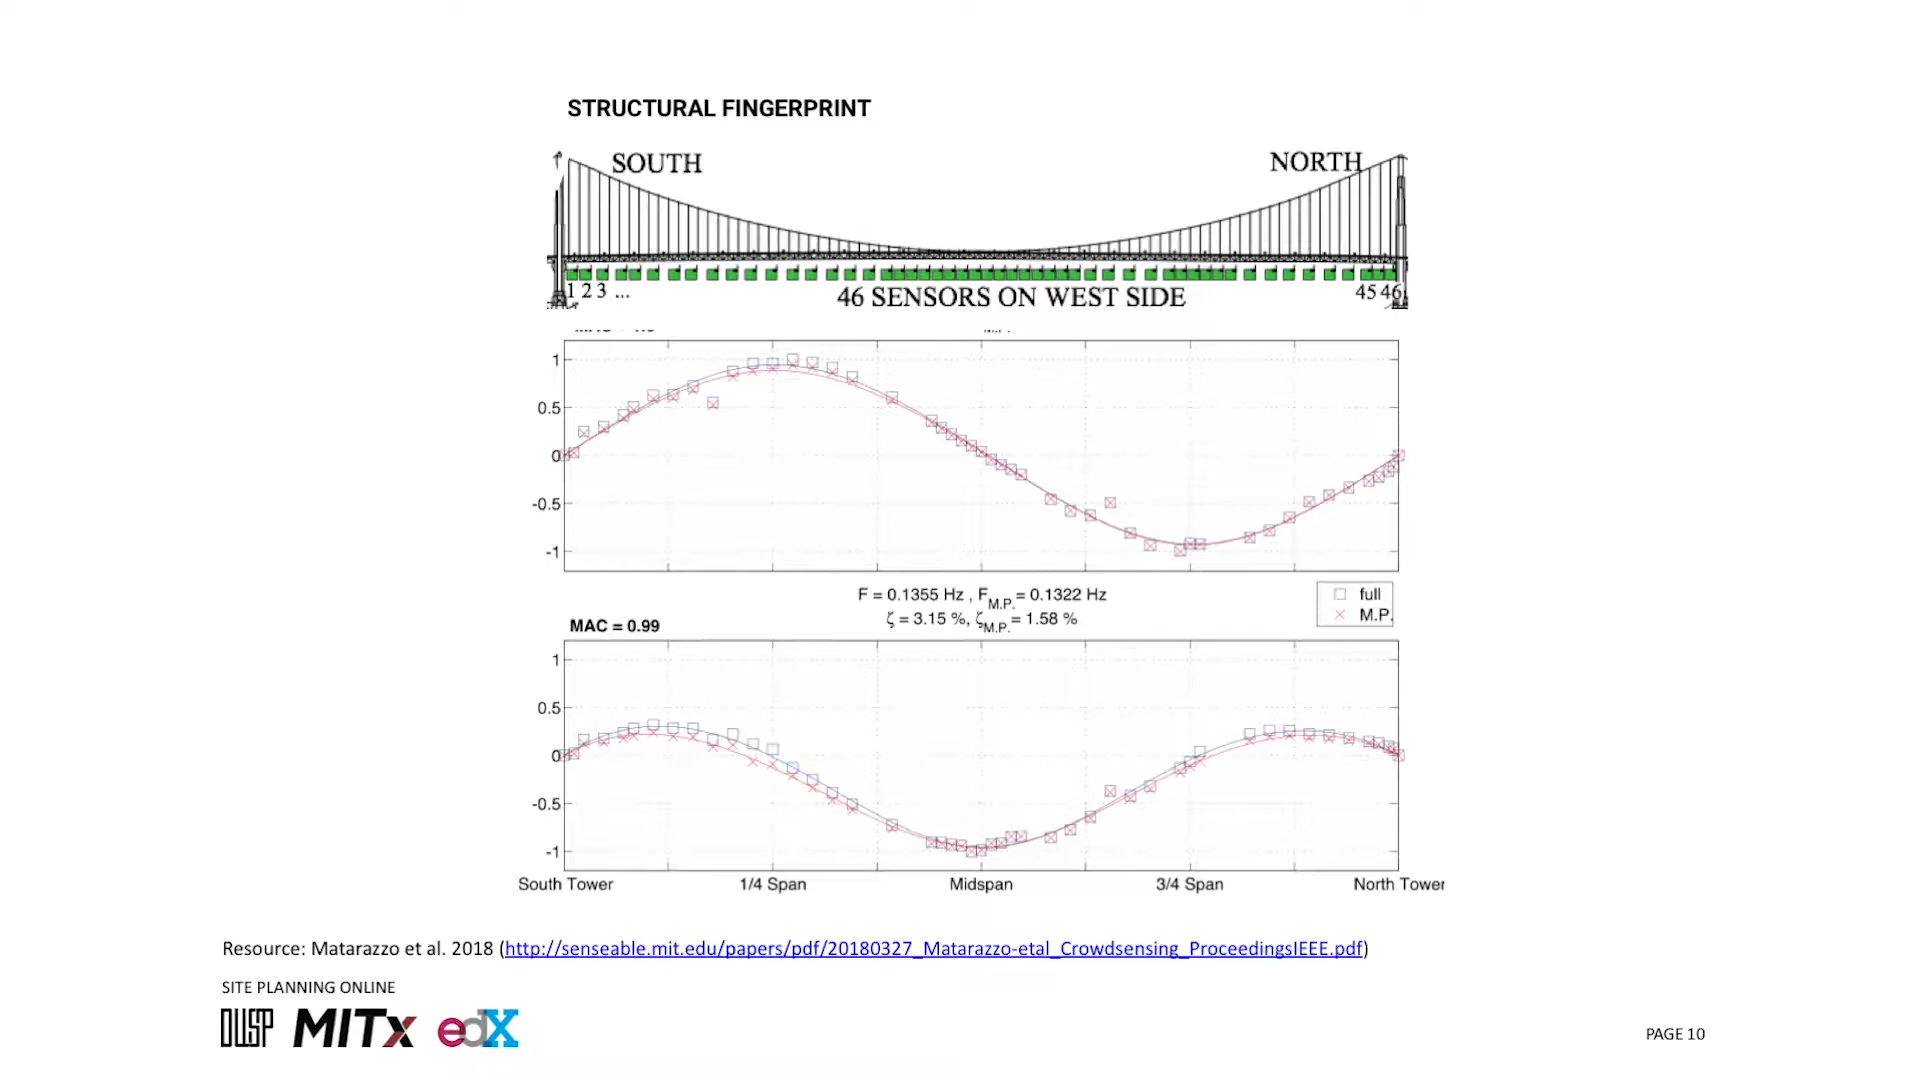 STRUCTURAL FINGERPRINT
SOUTH
NORTH
1 2 3 ...
45 46
46 SENSORS ON WEST SIDE
1
0.5
0
-0.5
-1
F = 0.1355 Hz , F M.P. = 0.1322 Hz
ζ = 3.15 %, ζ M.P. = 1.58 %
full
M.P.
MAC = 0.99
1
0.5
0
-0.5
-1
South Tower
1/4 Span
Midspan
3/4 Span
North Tower
Resource: Matarazzo et al. 2018 (http://senseable.mit.edu/papers/pdf/20180327_Matarazzo-etal_Crowdsensing_ProceedingsIEEE.pdf)
SITE PLANNING ONLINE
DUSP MITx edX
PAGE 10